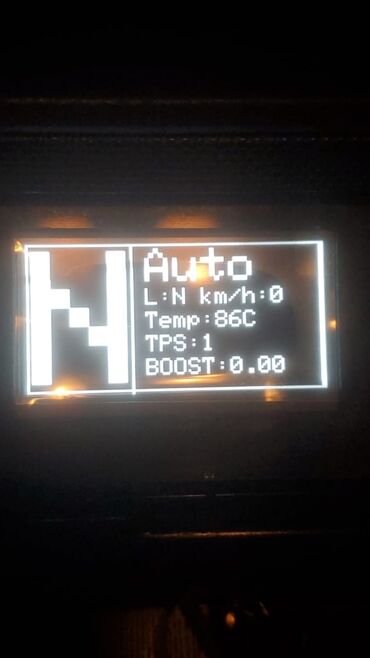 N
Auto
L:N km/h:0
Temp:86C
TPS:1
BOOST:0.00